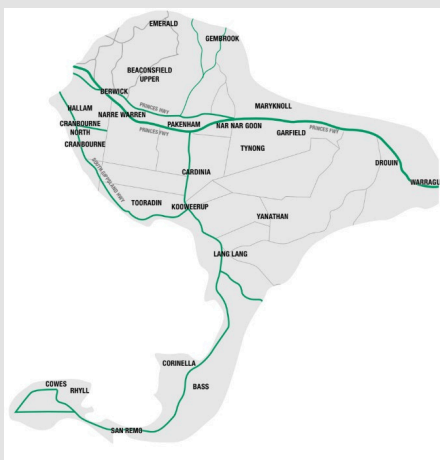 EMERALD
GEMBROOK
BEACONSFIELD
UPPER
BERWICK
PRINCES HWY
MARYKNOLL
HALLAM
NARRE WARREN
PAKENHAM
NAR NAR GOON
PRINCES FWY
CRANBOURNE
NORTH
PRINCES FWY
GARFIELD
CRANBOURNE
TYNONG
DROUIN
CARDINIA
WARRAGU
SOUTH GIPPSLAND HWY
TOORADIN
KOOWEERUP
YANATHAN
LANG LANG
CORINELLA
COWES
BASS
RHYLL
SAN REMO